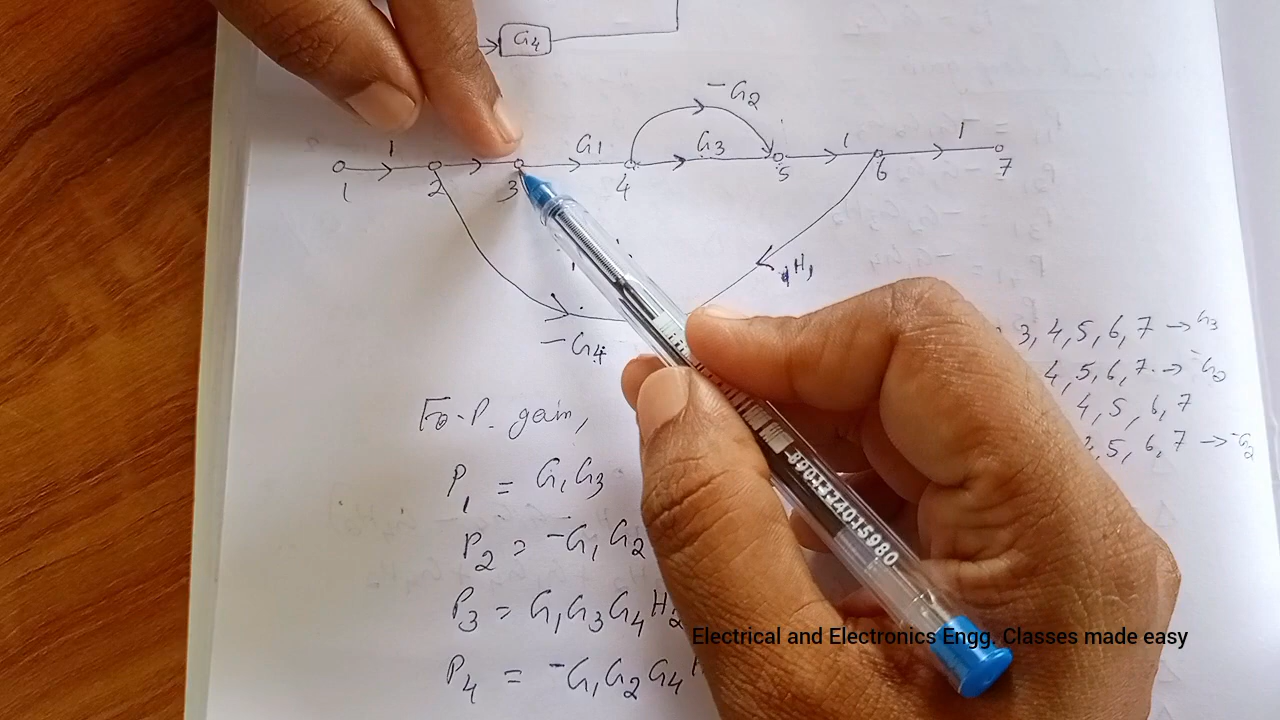 G4
-G2
1 G1 G3 1 1
1 2 3 4 5 6 7
H1
-G4
3, 4, 5, 6, 7 → G3
4, 5, 6, 7 → -G2
4, 5, 6, 7
5, 6, 7 → -G2
Fo-P. gain,
P1 = G1G3
P2 = -G1G2
P3 = G1G3G4H2
P4 = -G1G2G4
8901324015980
Electrical and Electronics Engg. Classes made easy